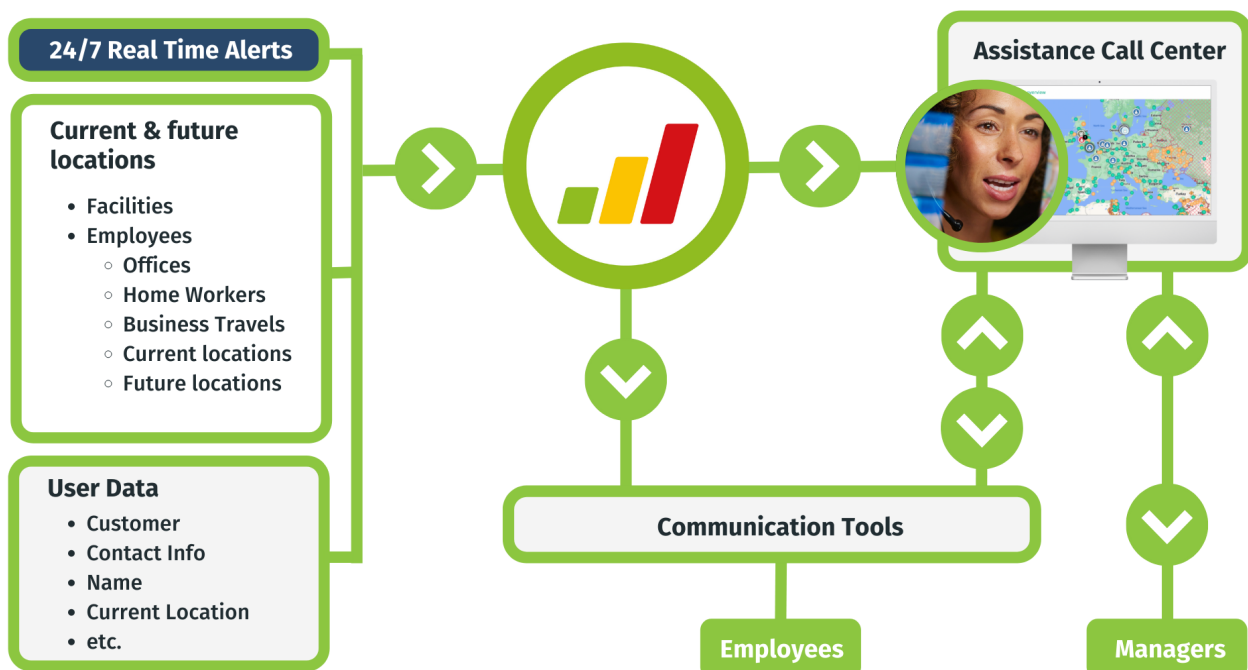 24/7 Real Time Alerts
Current & future
locations
• Facilities
• Employees
◦ Offices
◦ Home Workers
◦ Business Travels
◦ Current locations
◦ Future locations
User Data
• Customer
• Contact Info
• Name
• Current Location
• etc.
Assistance Call Center
Communication Tools
Employees
Managers